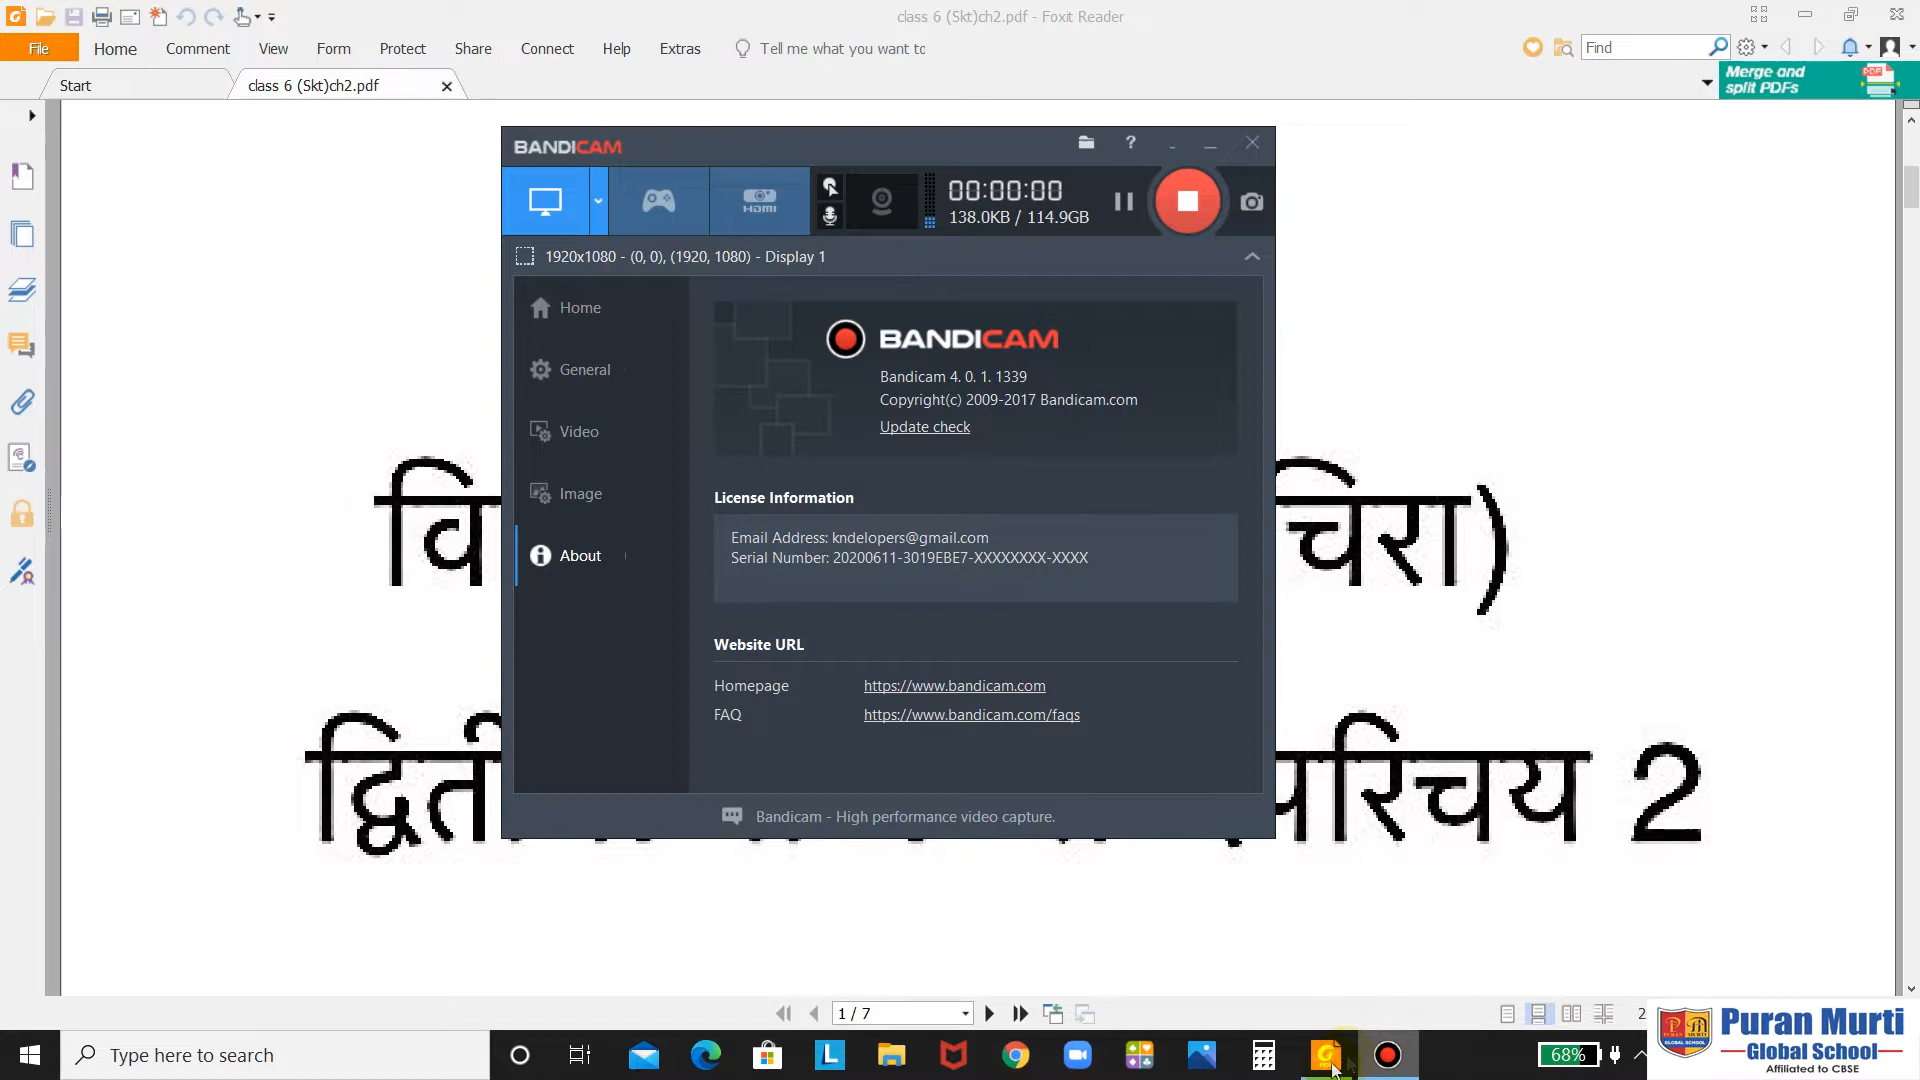 class 6 (Skt)ch2.pdf - Foxit Reader
File Home Comment View Form Protect Share Connect Help Extras Tell me what you want to Find
Start class 6 (Skt)ch2.pdf
Merge and split PDFs
PDF
BANDICAM ?
HDMI
00:00:00
138.0KB / 114.9GB
1920x1080 - (0, 0), (1920, 1080) - Display 1
Home
General
Video
Image
About
BANDICAM
Bandicam 4. 0. 1. 1339
Copyright(c) 2009-2017 Bandicam.com
Update check
License Information
Email Address: kndelopers@gmail.com
Serial Number: 20200611-3019EBE7-XXXXXXXX-XXXX
Website URL
Homepage https://www.bandicam.com
FAQ https://www.bandicam.com/faqs
Bandicam - High performance video capture.
चिरा)
परिचय 2
1 / 7
2
Type here to search
L
68%
Puran Murti
Global School
Affiliated to CBSE